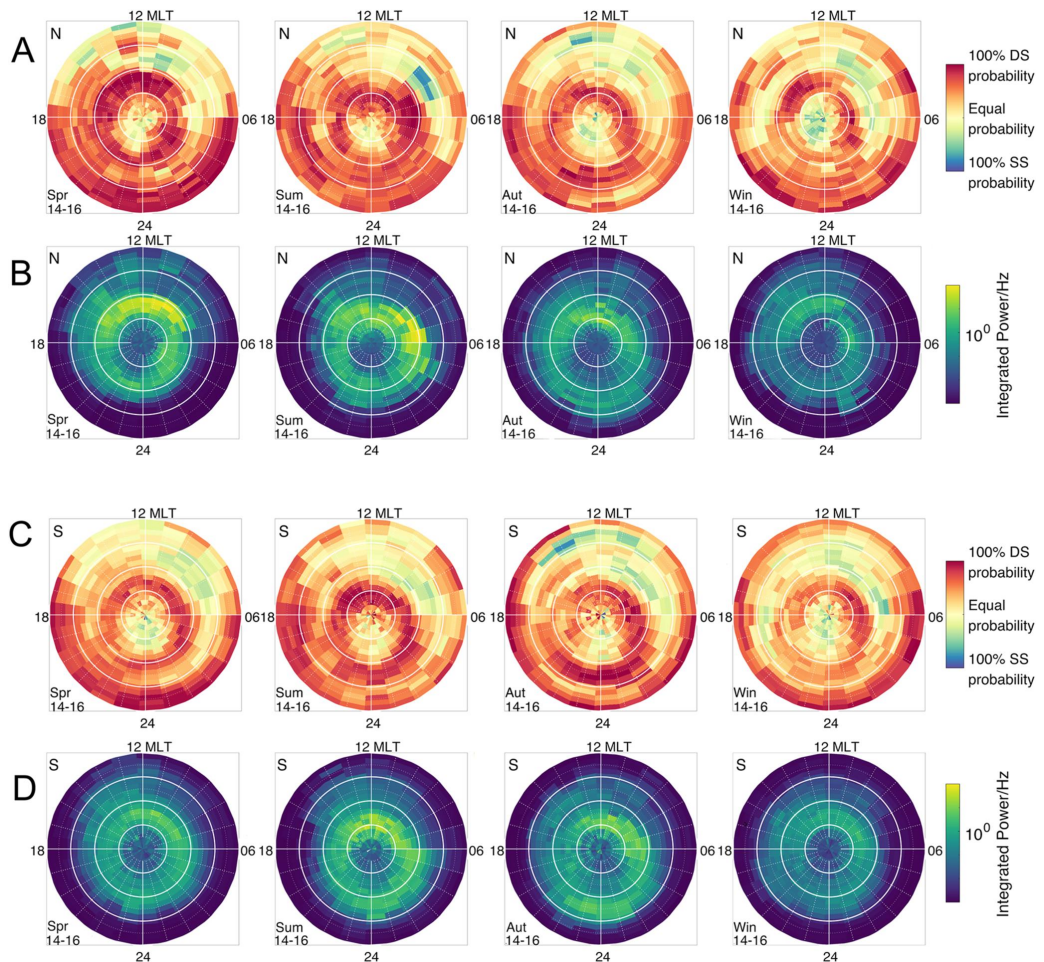 12 MLT
12 MLT
12 MLT
12 MLT
A
N
N
N
N
100% DS
probability
Equal
probability
100% SS
probability
18
06
18
06
18
06
18
06
Spr
14-16
Sum
14-16
Aut
14-16
Win
14-16
24
24
24
24
12 MLT
12 MLT
12 MLT
12 MLT
B
N
N
N
N
10^0
Integrated Power/Hz
18
06
18
06
18
06
18
06
Spr
14-16
Sum
14-16
Aut
14-16
Win
14-16
24
24
24
24
12 MLT
12 MLT
12 MLT
12 MLT
C
S
S
S
S
100% DS
probability
Equal
probability
100% SS
probability
18
06
18
06
18
06
18
06
Spr
14-16
Sum
14-16
Aut
14-16
Win
14-16
24
24
24
24
12 MLT
12 MLT
12 MLT
12 MLT
D
S
S
S
S
10^0
Integrated Power/Hz
18
06
18
06
18
06
18
06
Spr
14-16
Sum
14-16
Aut
14-16
Win
14-16
24
24
24
24